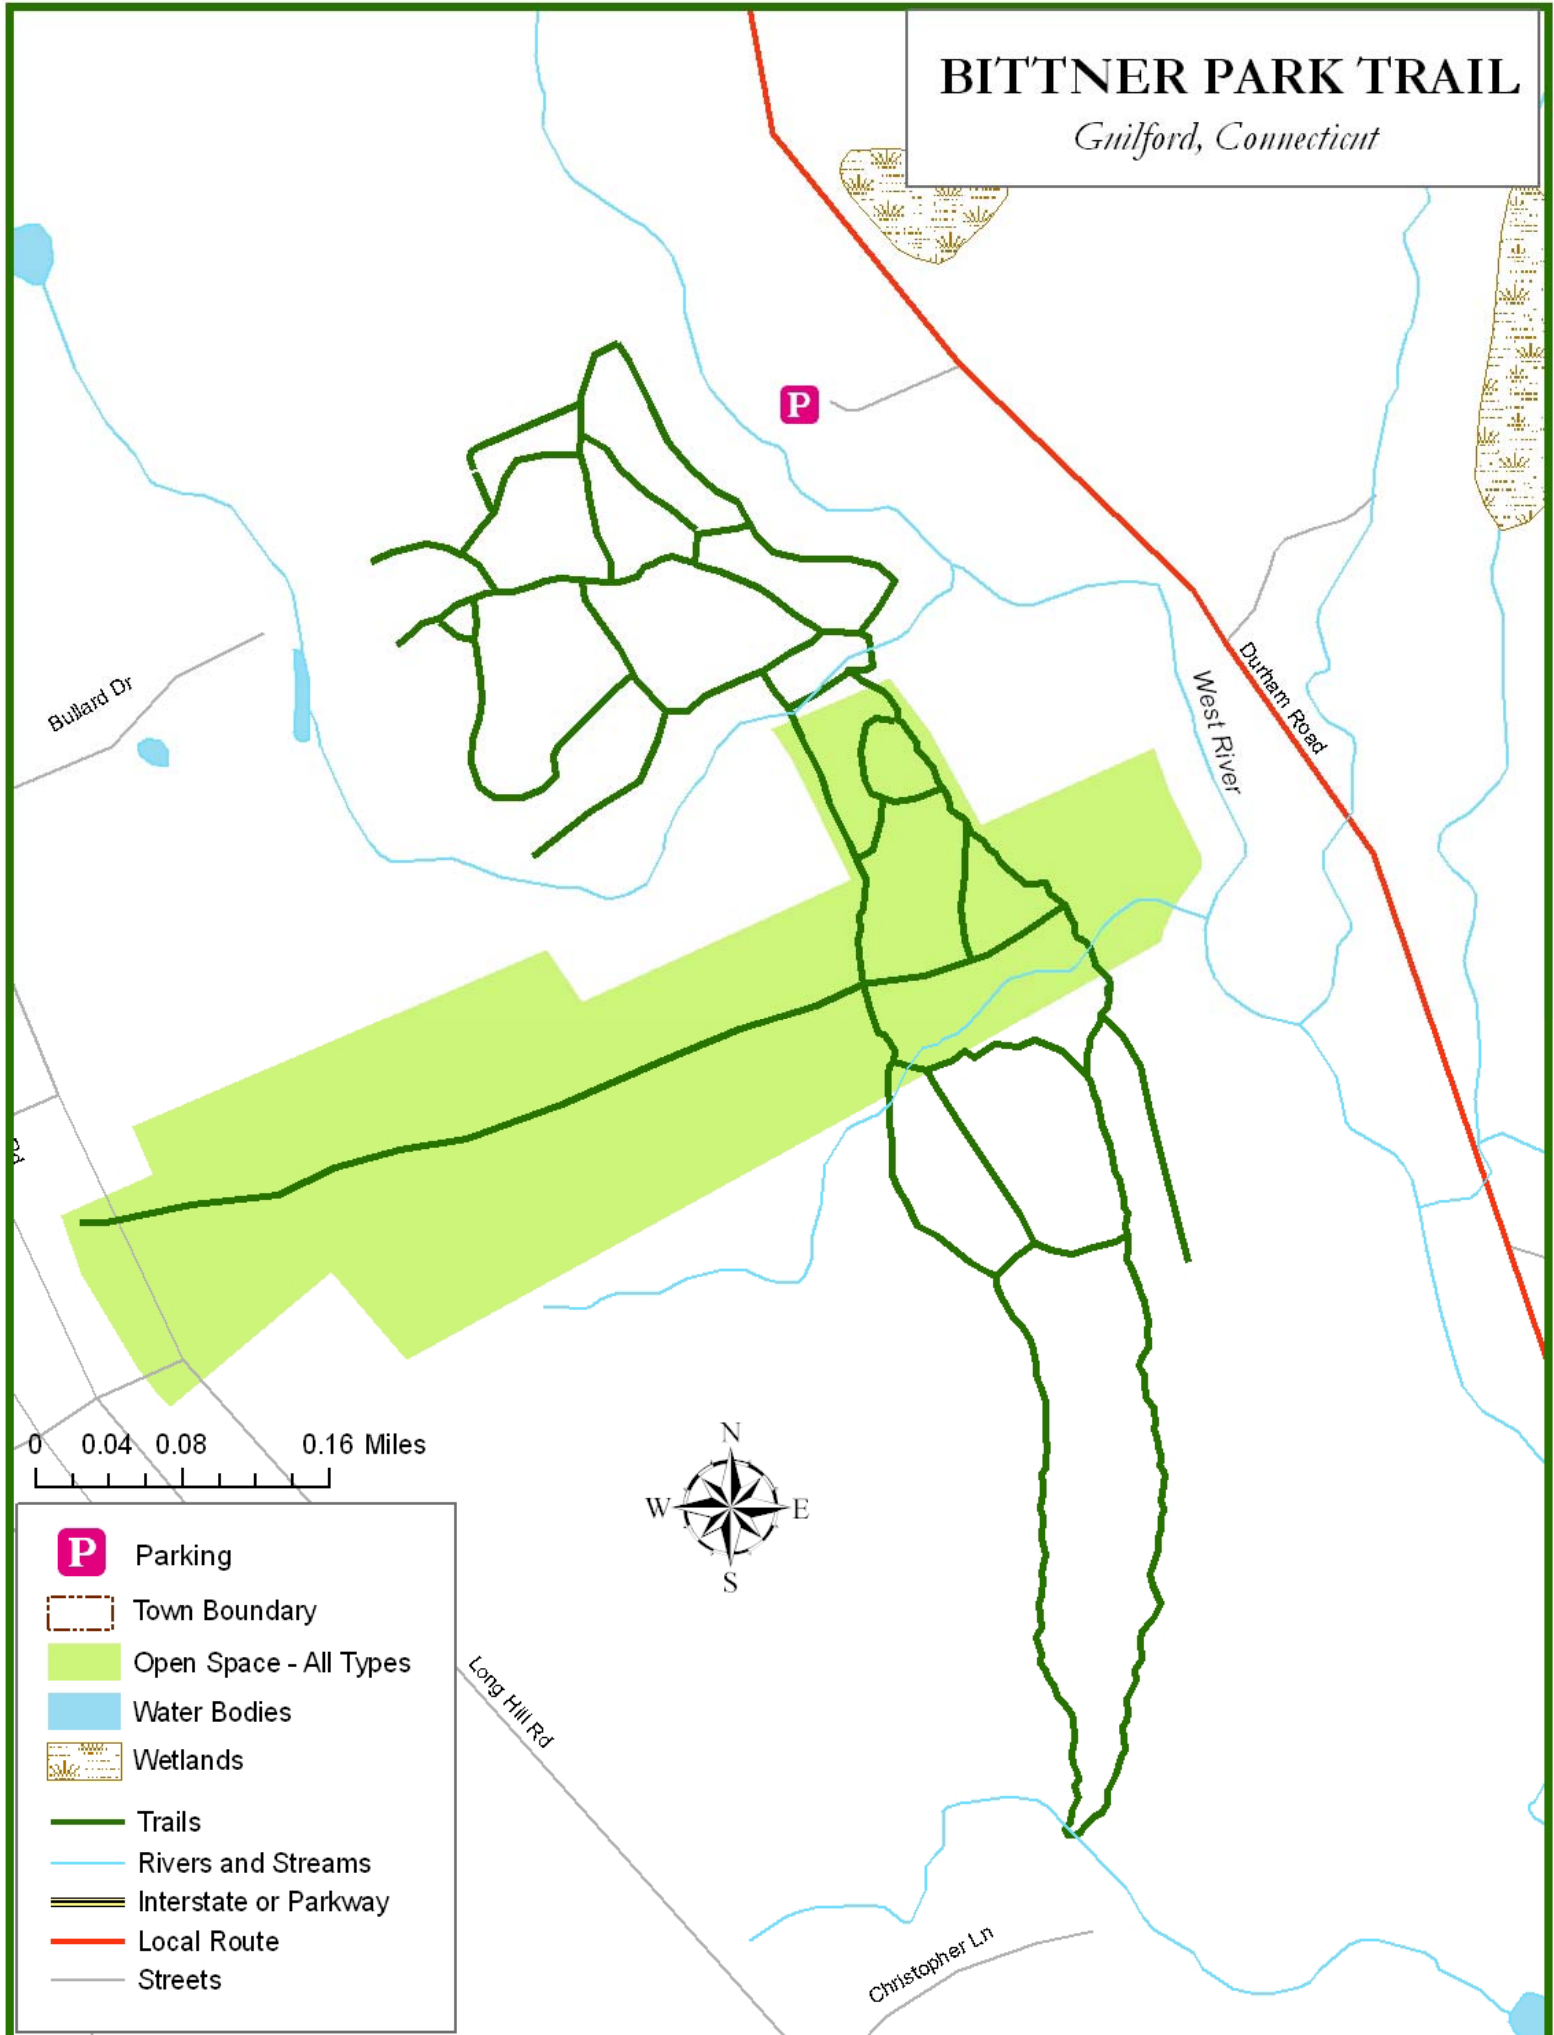 BITTNER PARK TRAIL
Guilford, Connecticut
P
Bullard Dr
West River
Durham Road
Rd
0 0.04 0.08 0.16 Miles
N
W E
S
P Parking
Town Boundary
Open Space - All Types
Water Bodies
Wetlands
Trails
Rivers and Streams
Interstate or Parkway
Local Route
Streets
Long Hill Rd
Christopher Ln